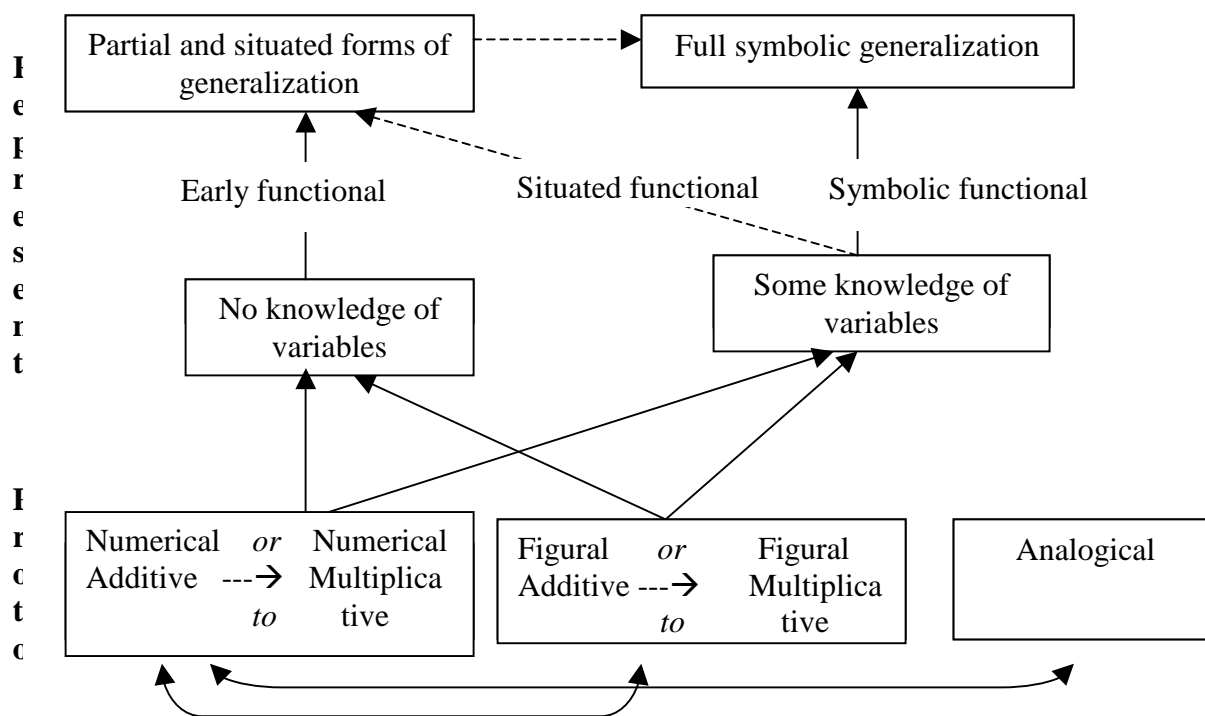 Partial and situated forms of
generalization
Full symbolic generalization
Early functional
Situated functional
Symbolic functional
No knowledge of
variables
Some knowledge of
variables
Numerical or Numerical
Additive ---→ Multiplica
to tive
Figural or Figural
Additive ---→ Multiplica
to tive
Analogical
e
p
r
e
s
e
n
t
r
o
t
o